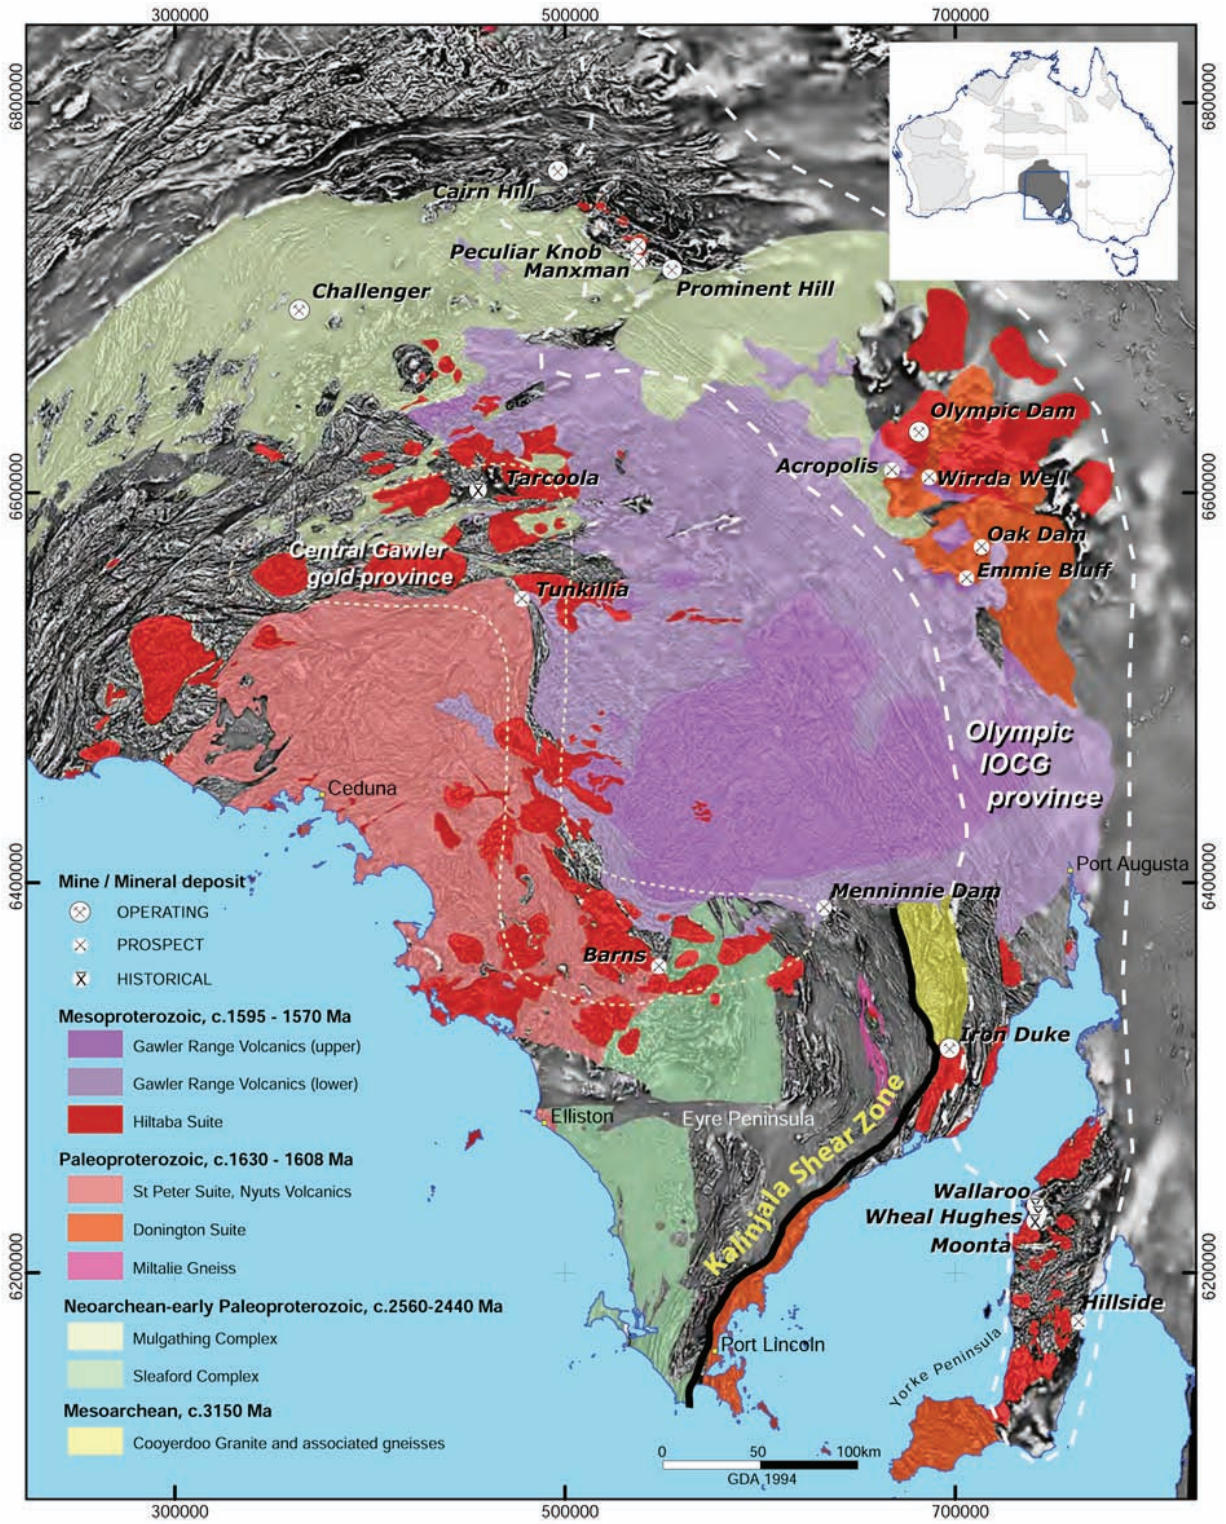 300000
500000
700000
6800000
6800000
Cairn Hill
Peculiar Knob
Manxman
Prominent Hill
Challenger
Olympic Dam
Acropolis
Wirrda Well
Tarcoola
6600000
6600000
Oak Dam
Central Gawler
gold province
Emmie Bluff
Tunkillia
Olympic
IOCG
province
Ceduna
Port Augusta
6400000
6400000
Mine / Mineral deposit
OPERATING
PROSPECT
HISTORICAL
Menninnie Dam
Barns
Iron Duke
Mesoproterozoic, c.1595 - 1570 Ma
Gawler Range Volcanics (upper)
Gawler Range Volcanics (lower)
Hiltaba Suite
Elliston
Eyre Peninsula
Kalinjala Shear Zone
Paleoproterozoic, c.1630 - 1608 Ma
St Peter Suite, Nyuts Volcanics
Donington Suite
Miltalie Gneiss
Wallaroo
Wheal Hughes
Moonta
6200000
6200000
Hillside
Neoarchean-early Paleoproterozoic, c.2560-2440 Ma
Mulgathing Complex
Sleaford Complex
Port Lincoln
Yorke Peninsula
Mesoarchean, c.3150 Ma
Cooyerdoo Granite and associated gneisses
0 50 100km
GDA 1994
300000
500000
700000